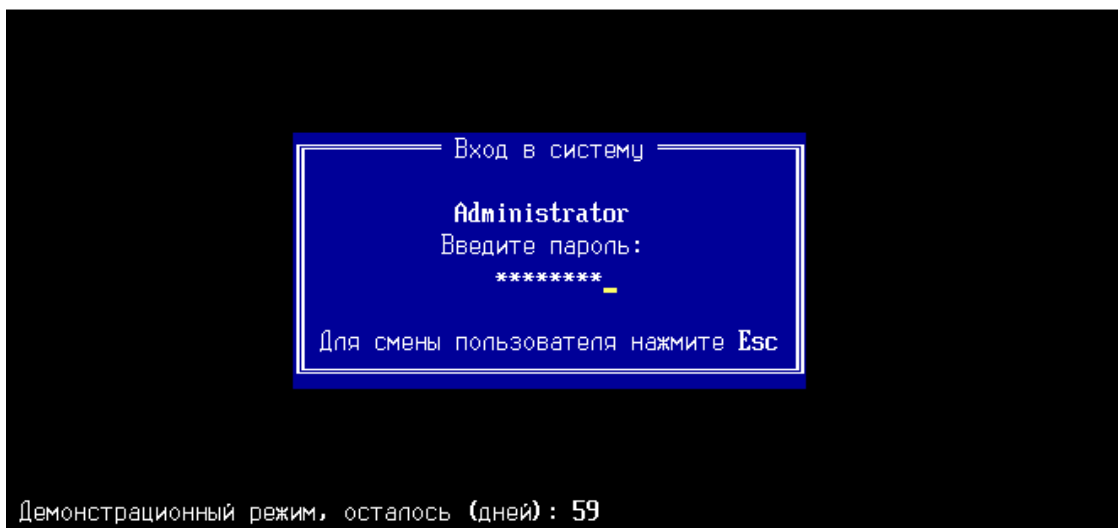 Вход в систему
Administrator
Введите пароль:
********_
Для смены пользователя нажмите Esc
Демонстрационный режим, осталось (дней): 59